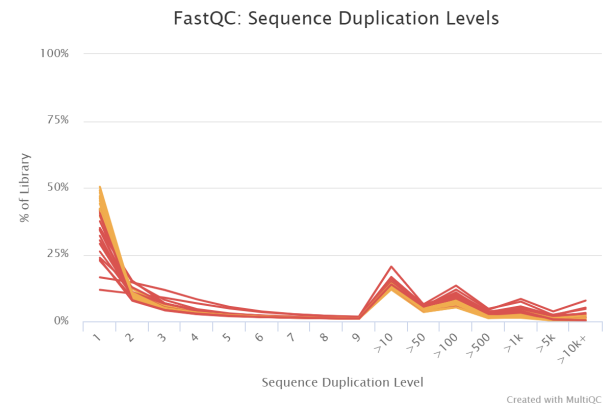 FastQC: Sequence Duplication Levels
100%
75%
50%
25%
0%
% of Library
1
2
3
4
5
6
7
8
9
>10
>50
>100
>500
>1k
>5k
>10k+
Sequence Duplication Level
Created with MultiQC